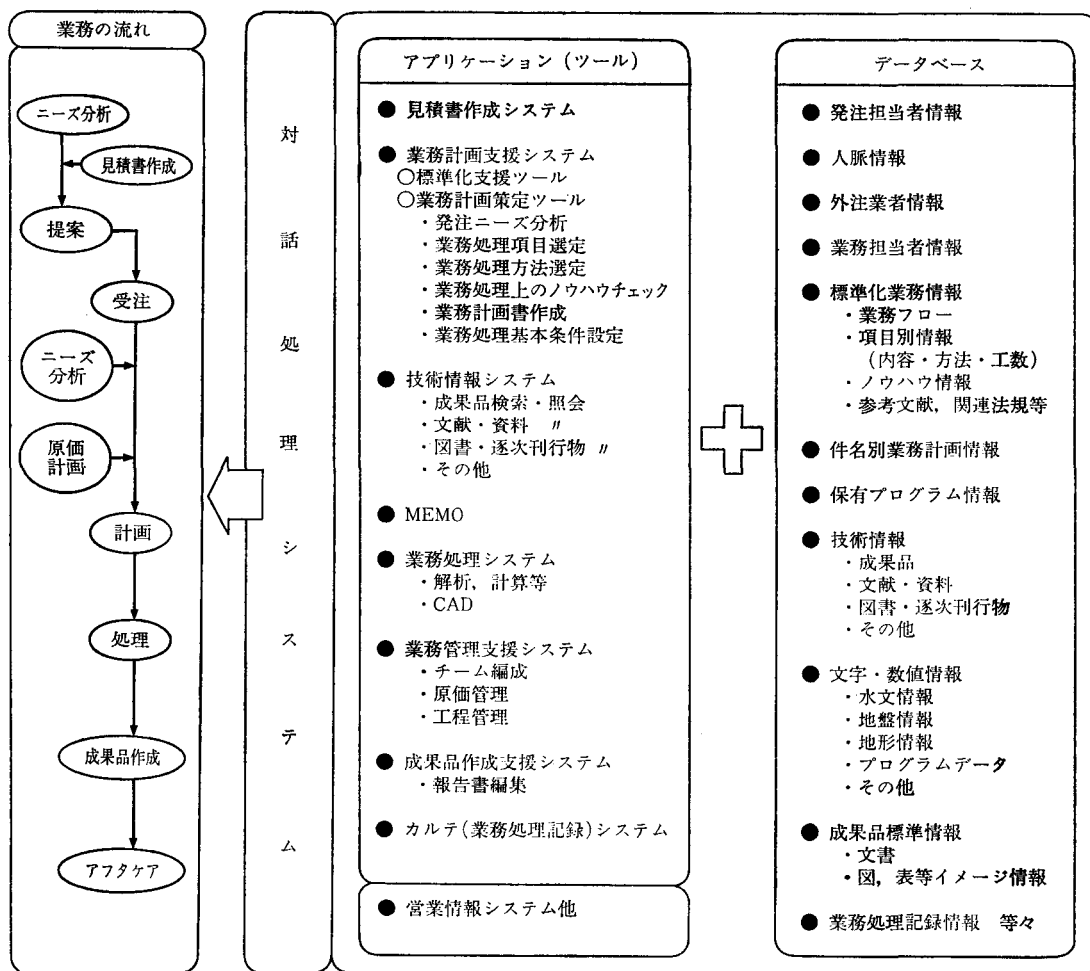 業務の流れ
ニーズ分析
見積書作成
提案
受注
ニーズ
分析
原価
計画
計画
処理
成果品作成
アフタケア
対話処理システム
アプリケーション(ツール)
● 見積書作成システム
● 業務計画支援システム
○標準化支援ツール
○業務計画策定ツール
・発注ニーズ分析
・業務処理項目選定
・業務処理方法選定
・業務処理上のノウハウチェック
・業務計画書作成
・業務処理基本条件設定
● 技術情報システム
・成果品検索・照会
・文献・資料 〃
・図書・逐次刊行物 〃
・その他
● MEMO
● 業務処理システム
・解析，計算等
・CAD
● 業務管理支援システム
・チーム編成
・原価管理
・工程管理
● 成果品作成支援システム
・報告書編集
● カルテ(業務処理記録)システム
● 営業情報システム他
データベース
● 発注担当者情報
● 人脈情報
● 外注業者情報
● 業務担当者情報
● 標準化業務情報
・業務フロー
・項目別情報
(内容・方法・工数)
・ノウハウ情報
・参考文献，関連法規等
● 件名別業務計画情報
● 保有プログラム情報
● 技術情報
・成果品
・文献・資料
・図書・逐次刊行物
・その他
● 文字・数値情報
・水文情報
・地盤情報
・地形情報
・プログラムデータ
・その他
● 成果品標準情報
・文書
・図，表等イメージ情報
● 業務処理記録情報 等々